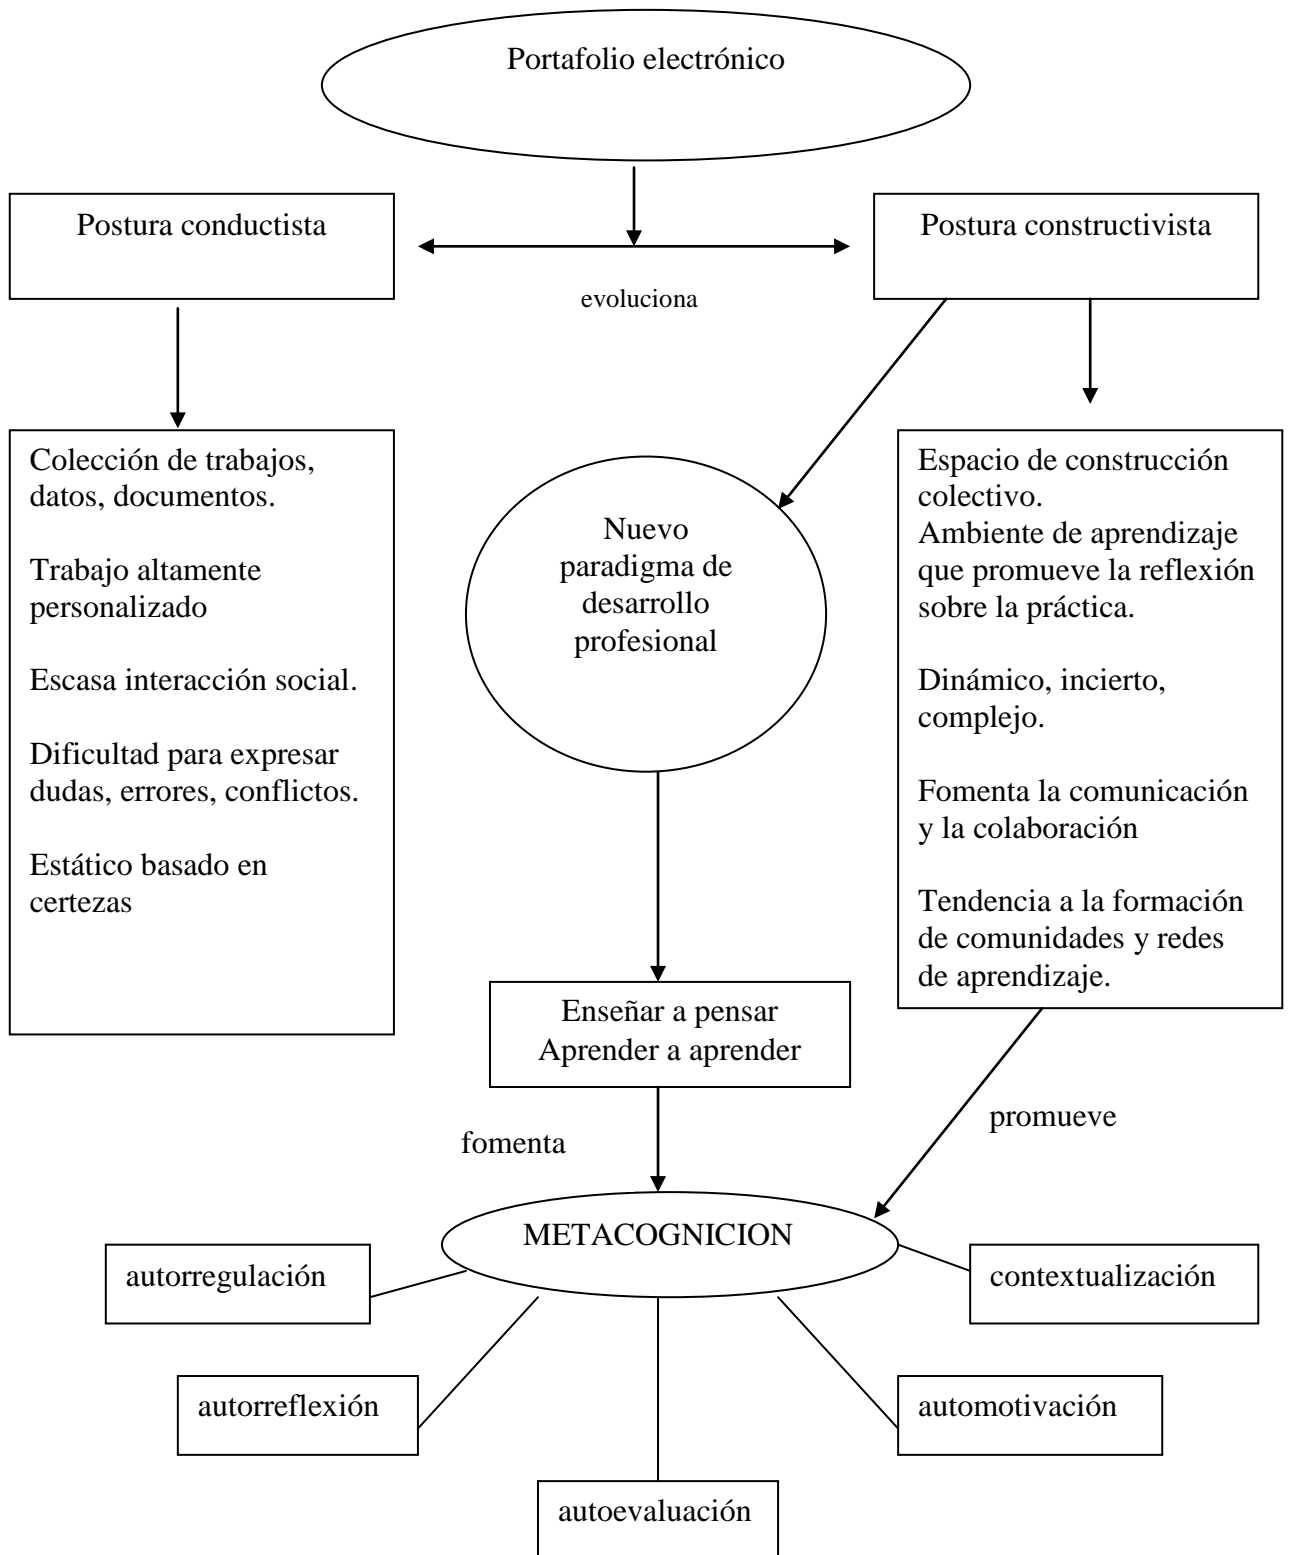 Portafolio electrónico
Postura conductista
Postura constructivista
evoluciona
Colección de trabajos,
datos, documentos.
Trabajo altamente
personalizado
Escasa interacción social.
Dificultad para expresar
dudas, errores, conflictos.
Estático basado en
certezas
Nuevo
paradigma de
desarrollo
profesional
Espacio de construcción
colectivo.
Ambiente de aprendizaje
que promueve la reflexión
sobre la práctica.
Dinámico, incierto,
complejo.
Fomenta la comunicación
y la colaboración
Tendencia a la formación
de comunidades y redes
de aprendizaje.
Enseñar a pensar
Aprender a aprender
promueve
fomenta
METACOGNICION
autorregulación
contextualización
autorreflexión
automotivación
autoevaluación